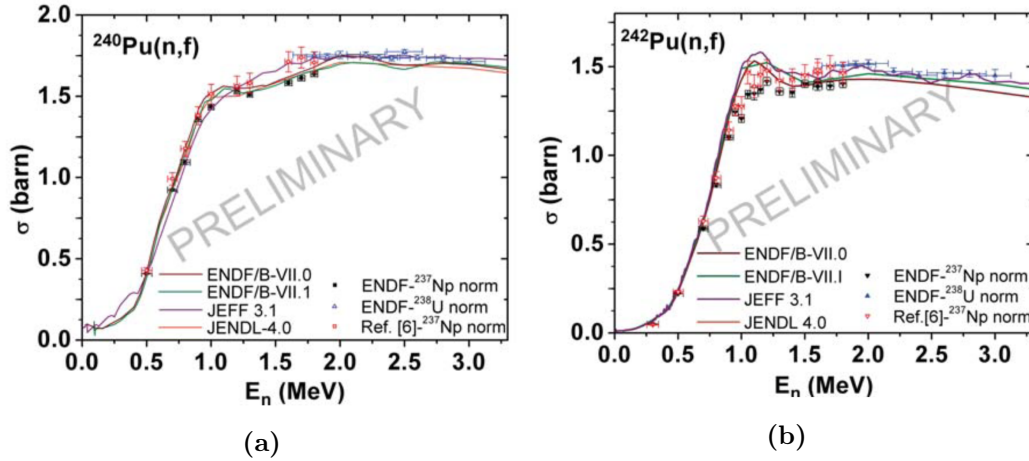 ²⁴⁰Pu(n,f)
σ (barn)
2.0
1.5
1.0
0.5
0.0
PRELIMINARY
ENDF/B-VII.0
ENDF/B-VII.1
JEFF 3.1
JENDL-4.0
ENDF-²³⁷Np norm
ENDF-²³⁸U norm
Ref. [6]-²³⁷Np norm
0.0 0.5 1.0 1.5 2.0 2.5 3.0
Eₙ (MeV)
(a)
²⁴²Pu(n,f)
σ (barn)
1.5
1.0
0.5
0.0
PRELIMINARY
ENDF/B-VII.0
ENDF/B-VII.I
JEFF 3.1
JENDL 4.0
ENDF-²³⁷Np norm
ENDF-²³⁸U norm
Ref.[6]-²³⁷Np norm
0.0 0.5 1.0 1.5 2.0 2.5 3.0
Eₙ (MeV)
(b)